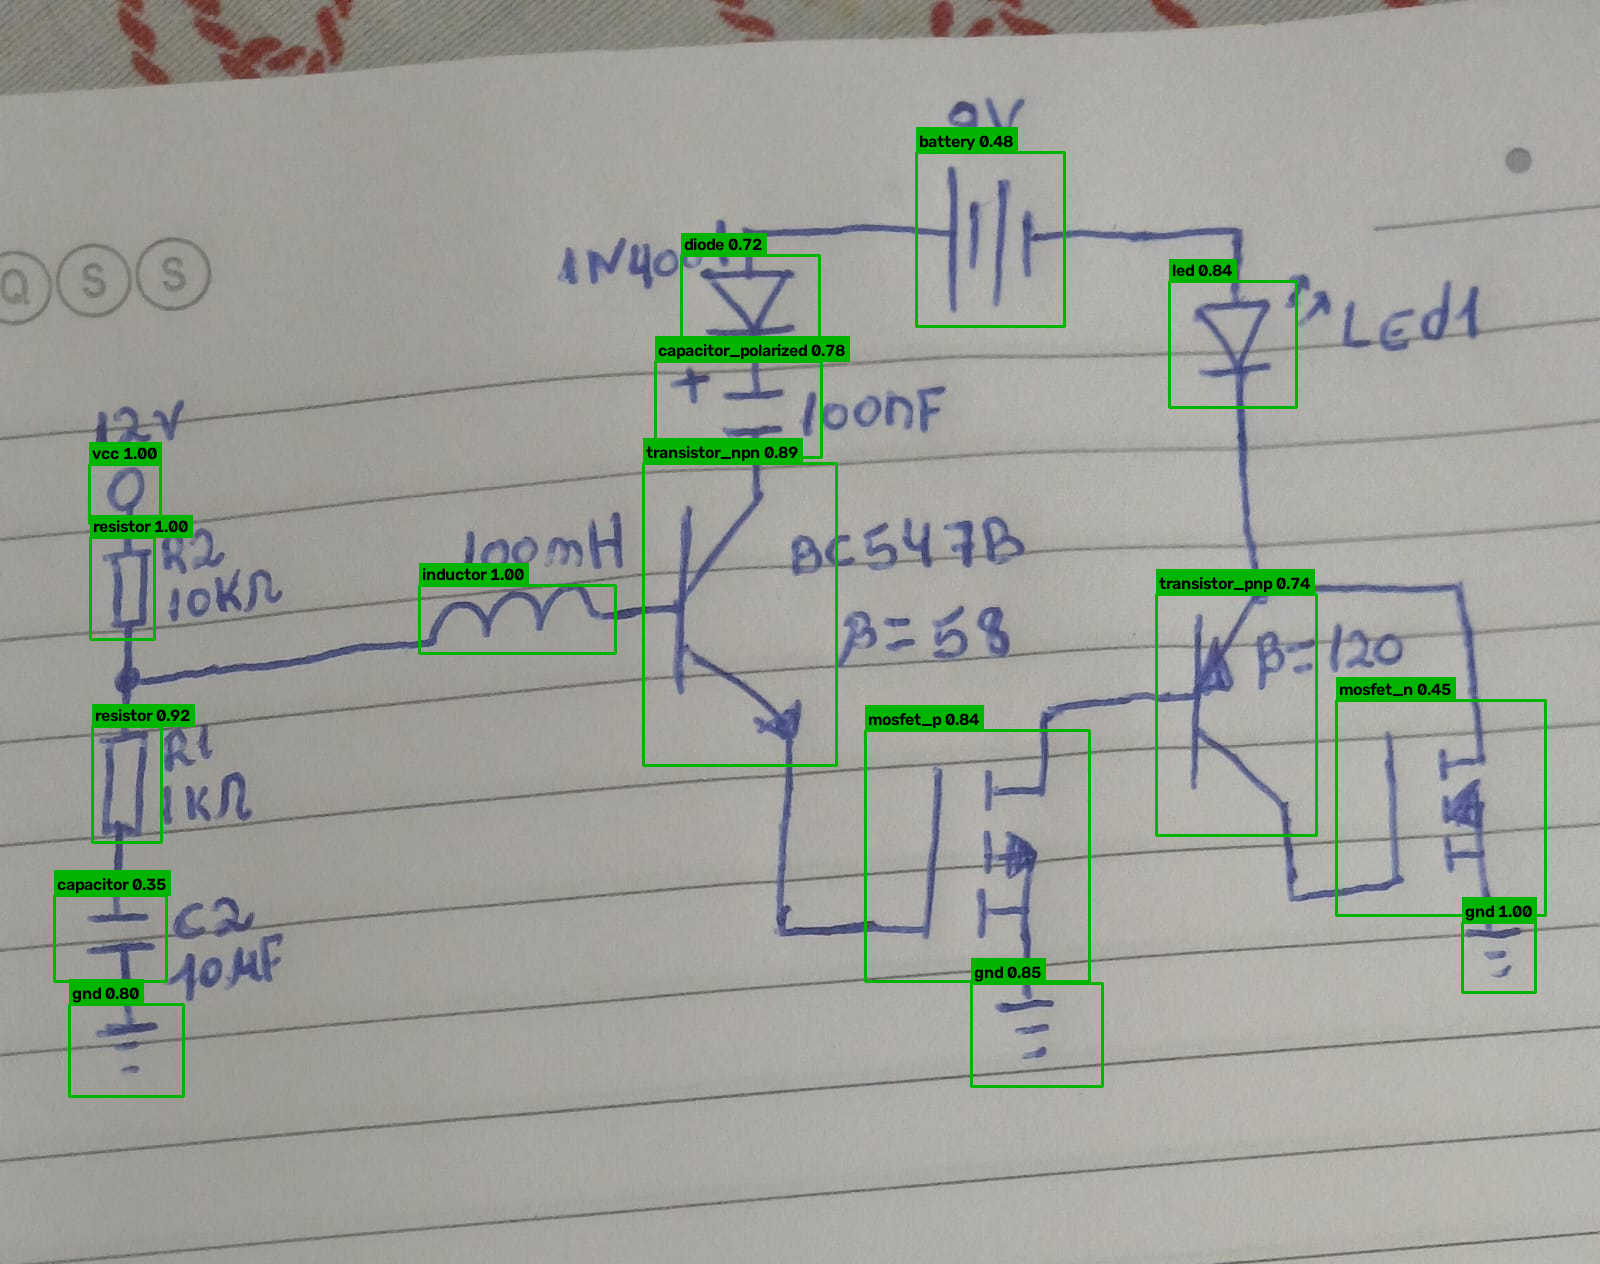 9V
battery 0.48
diode 0.72
1N4001
led 0.84
LEd1
Q S S
capacitor_polarized 0.78
+
100nF
12V
vcc 1.00
transistor_npn 0.89
resistor 1.00
R2
10KΩ
100mH
inductor 1.00
BC547B
β=58
transistor_pnp 0.74
β=120
mosfet_n 0.45
resistor 0.92
R1
1KΩ
mosfet_p 0.84
capacitor 0.35
C2
10µF
gnd 1.00
gnd 0.85
gnd 0.80